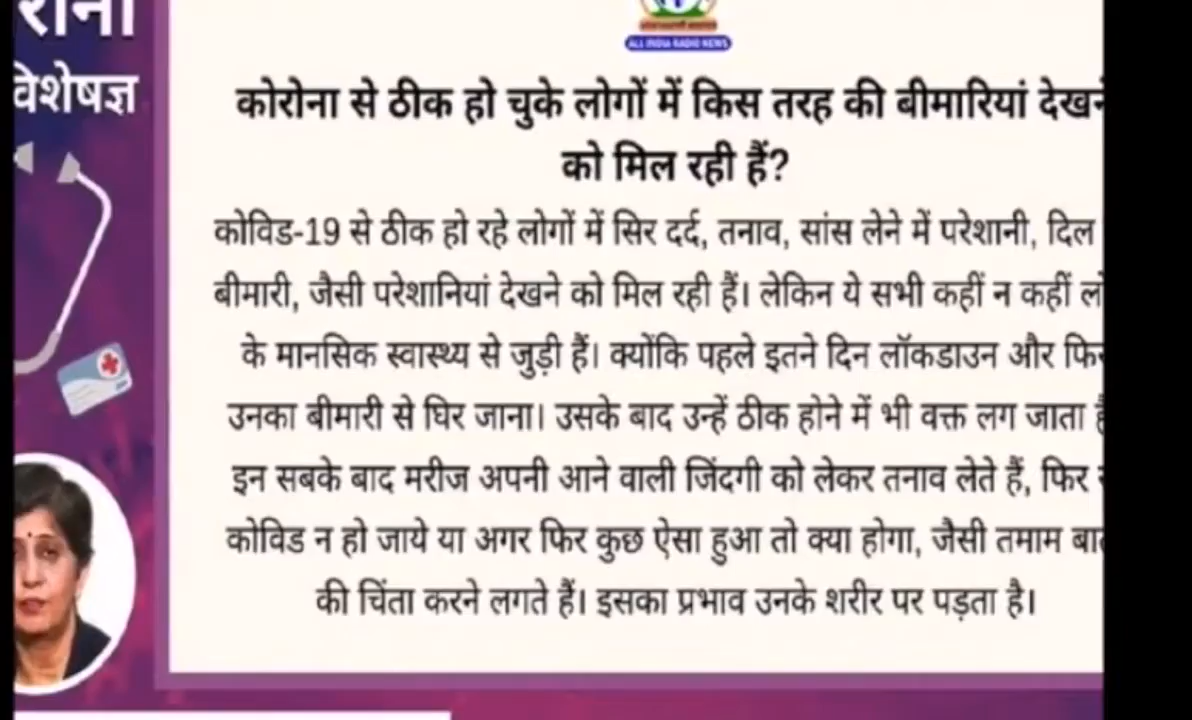 विशेषज्ञ
ALL INDIA RADIO NEWS
कोरोना से ठीक हो चुके लोगों में किस तरह की बीमारियां
को मिल रही हैं?
कोविड-19 से ठीक हो रहे लोगों में सिर दर्द, तनाव, सांस लेने में परेशानी, दिल
बीमारी, जैसी परेशानियां देखने को मिल रही हैं। लेकिन ये सभी कहीं न कहीं
के मानसिक स्वास्थ्य से जुड़ी हैं। क्योंकि पहले इतने दिन लॉकडाउन और
उनका बीमारी से घिर जाना। उसके बाद उन्हें ठीक होने में भी वक्त लग जाता
इन सबके बाद मरीज अपनी आने वाली जिंदगी को लेकर तनाव लेते हैं, फिर
कोविड न हो जाये या अगर फिर कुछ ऐसा हुआ तो क्या होगा, जैसी तमाम
की चिंता करने लगते हैं। इसका प्रभाव उनके शरीर पर पड़ता है।